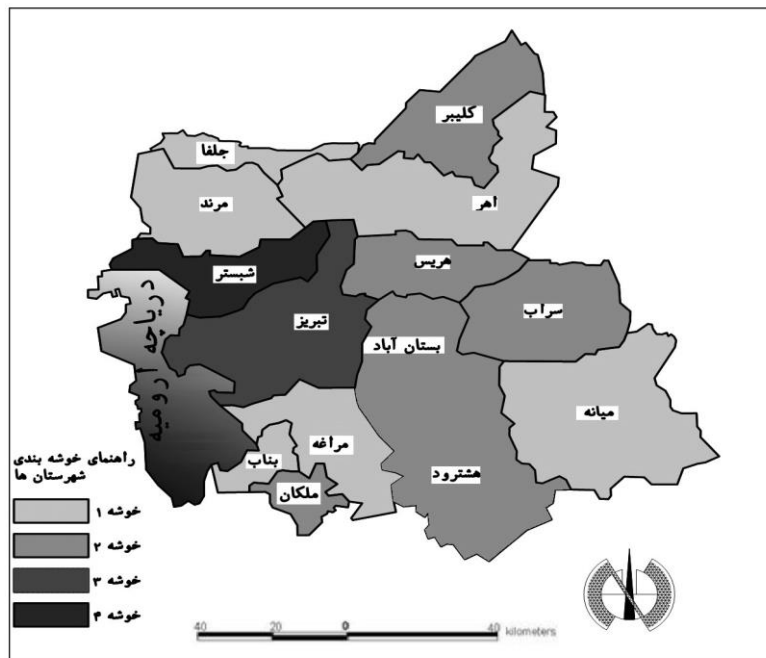 کلیبر
جلفا
اهر
مرند
هریس
شبستر
سراب
تبریز
بستان آباد
دریاچه ارومیه
میانه
مراغه
بناب
هشترود
ملکان
راهنمای خوشه بندی
شهرستان ها
خوشه ۱
خوشه ۲
خوشه ۳
خوشه ۴
40 20 0 40 kilometers